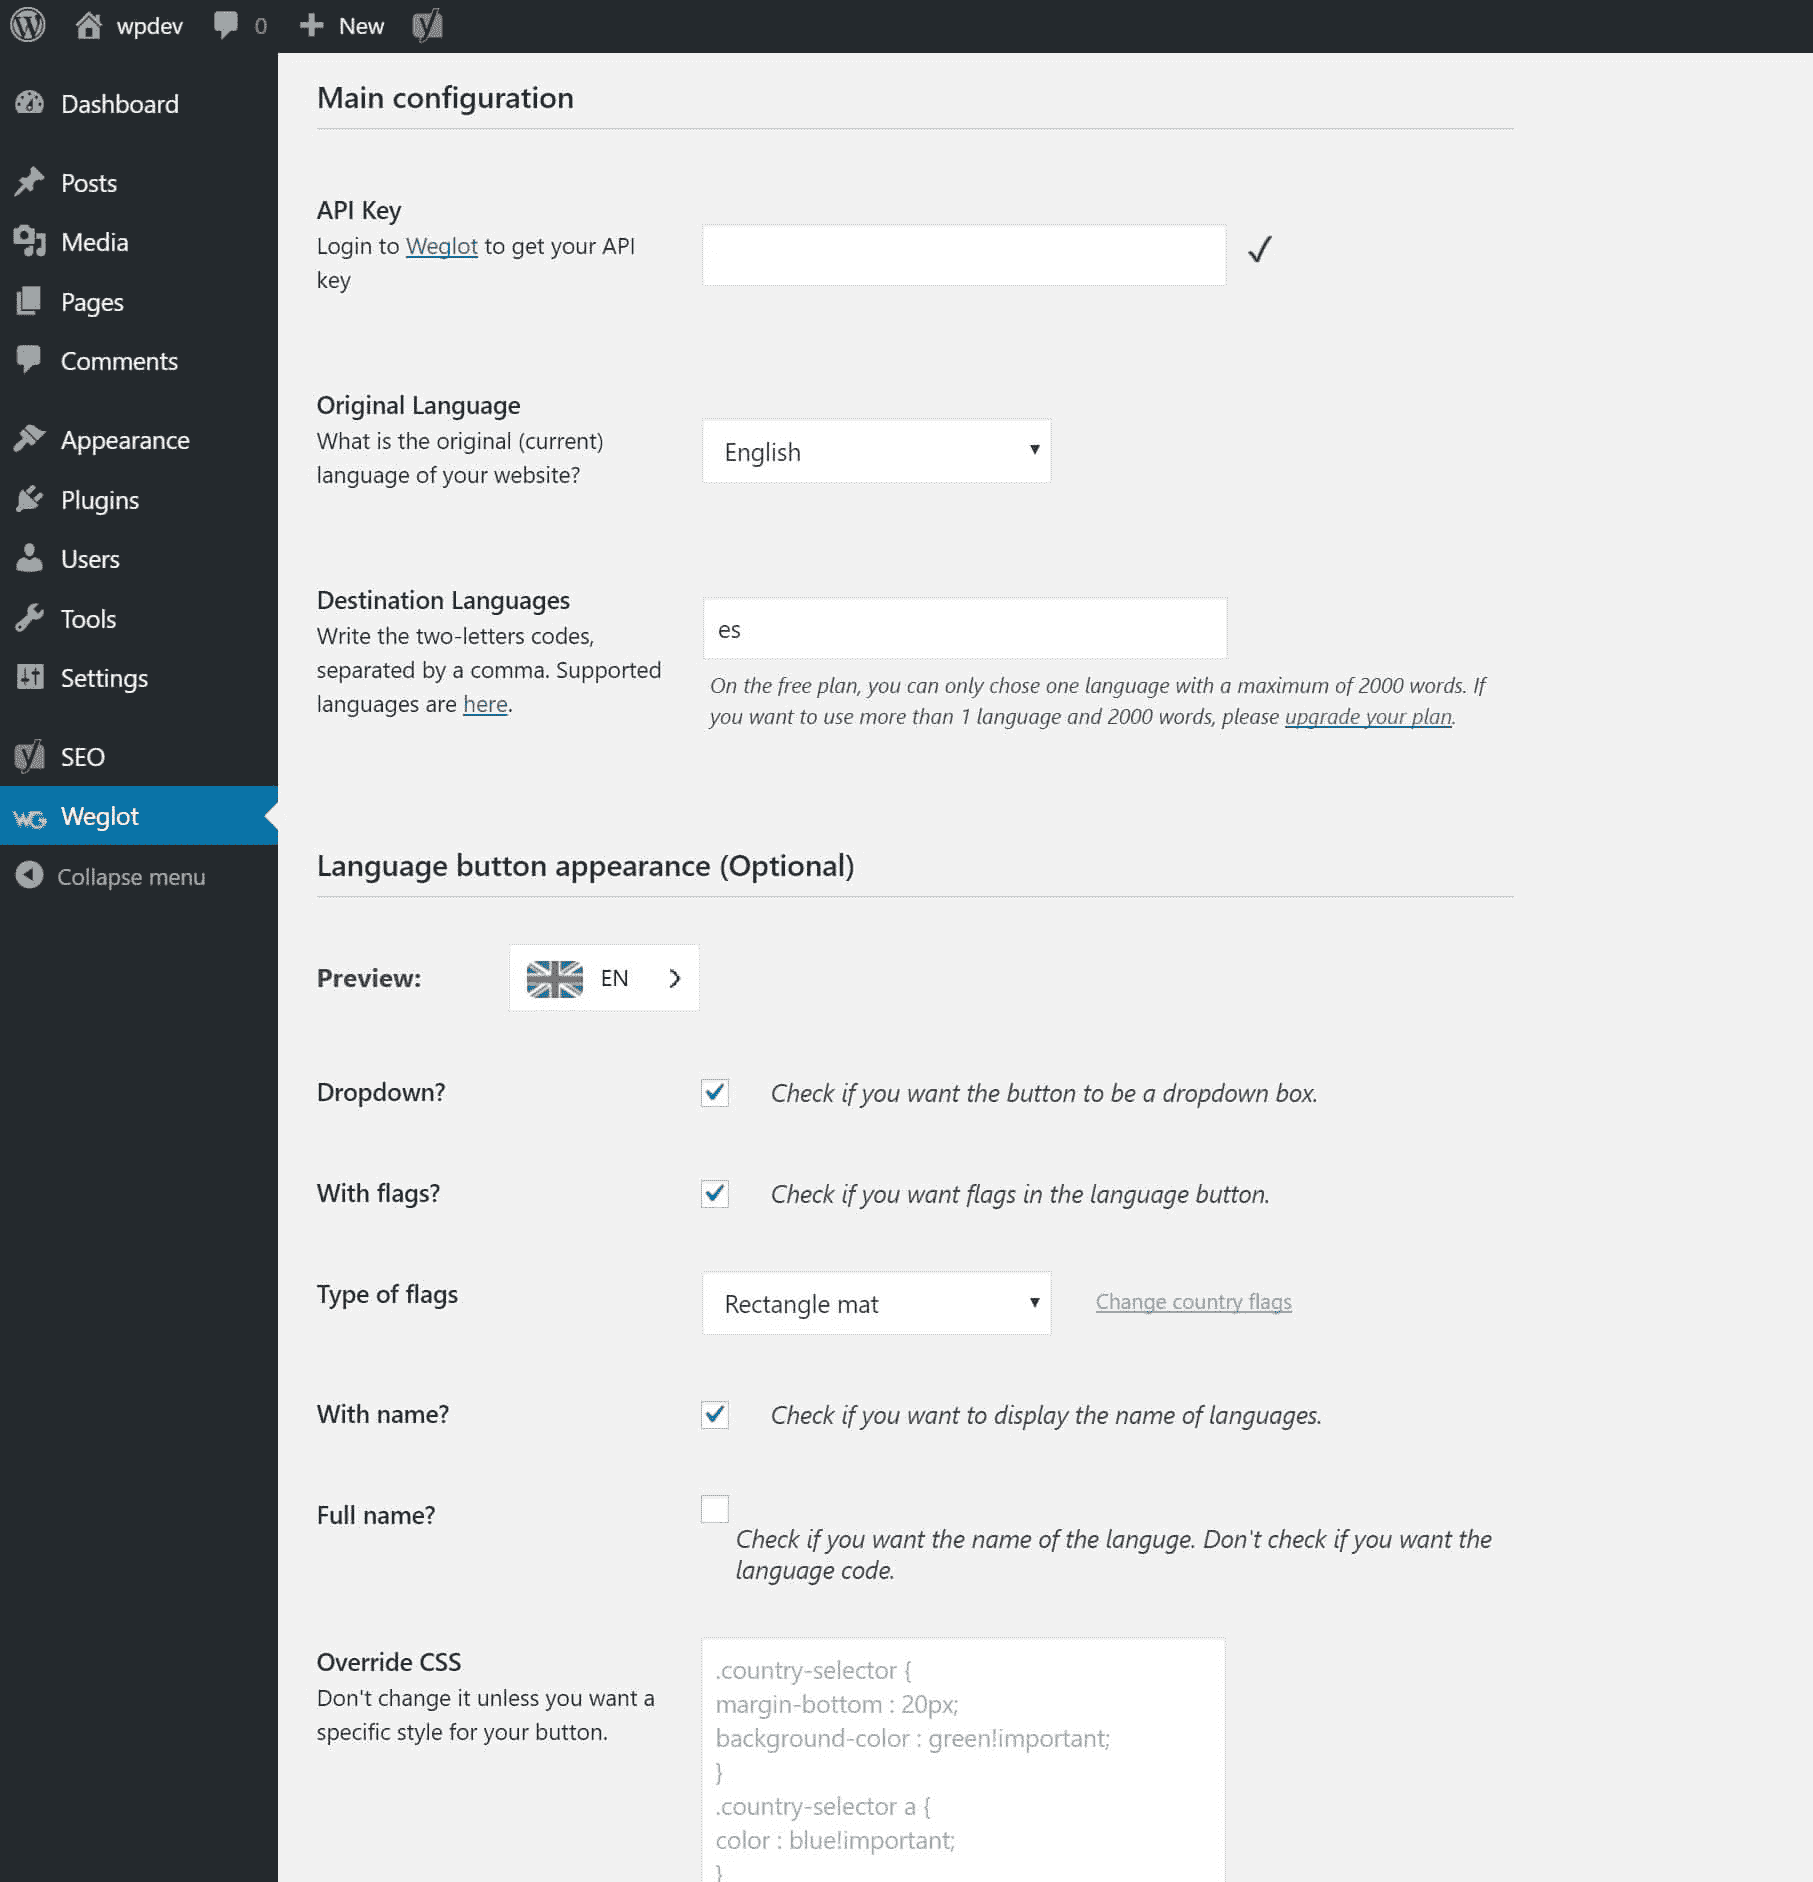 wpdev 0 New
Dashboard
Posts
Media
Pages
Comments
Appearance
Plugins
Users
Tools
Settings
SEO
Weglot
Collapse menu
Main configuration
API Key
Login to Weglot to get your API
key
Original Language
What is the original (current)
language of your website?
English
Destination Languages
Write the two-letters codes,
separated by a comma. Supported
languages are here.
es
On the free plan, you can only chose one language with a maximum of 2000 words. If
you want to use more than 1 language and 2000 words, please upgrade your plan.
Language button appearance (Optional)
Preview: EN
Dropdown? Check if you want the button to be a dropdown box.
With flags? Check if you want flags in the language button.
Type of flags Rectangle mat Change country flags
With name? Check if you want to display the name of languages.
Full name?
Check if you want the name of the languge. Don't check if you want the
language code.
Override CSS
Don't change it unless you want a
specific style for your button.
.country-selector {
margin-bottom : 20px;
background-color : green!important;
}
.country-selector a {
color : blue!important;
}